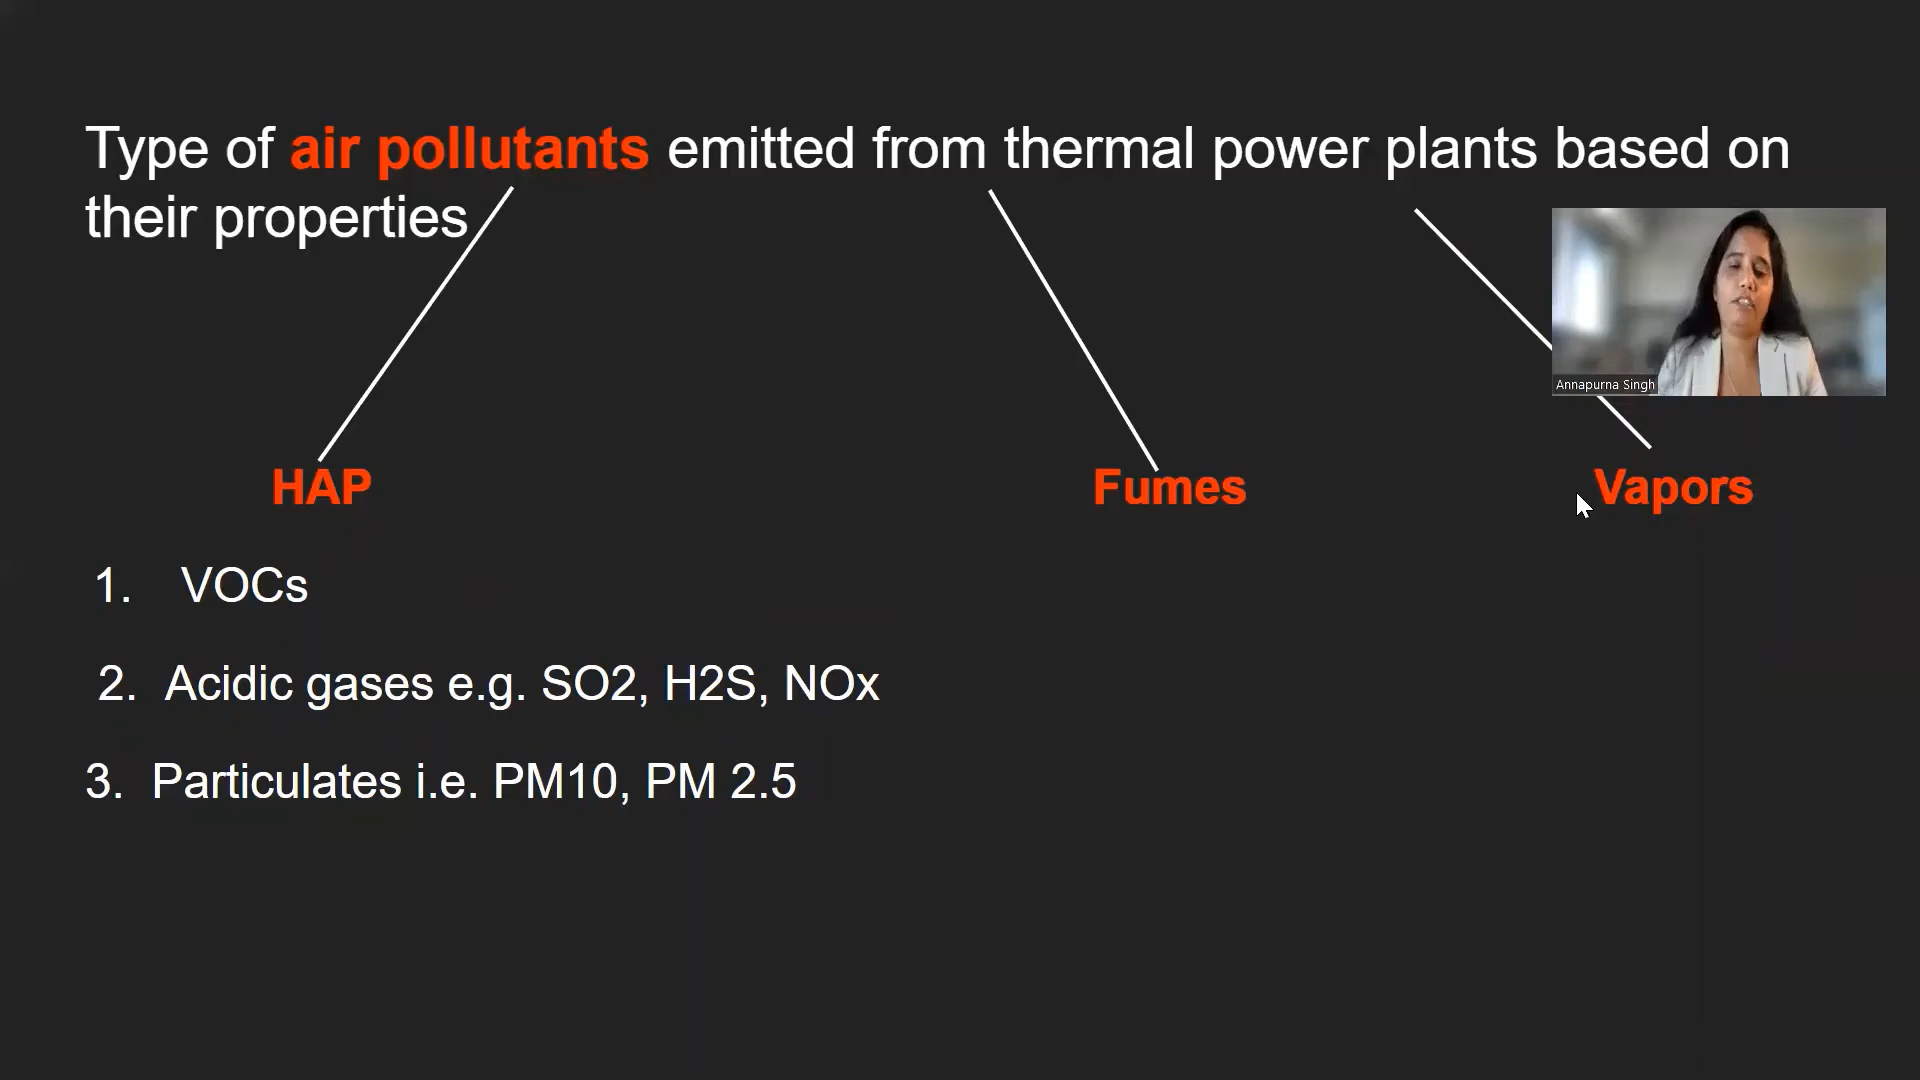 Type of air pollutants emitted from thermal power plants based on
their properties
Annapurna Singh
HAP
Fumes
Vapors
1. VOCs
2. Acidic gases e.g. SO2, H2S, NOx
3. Particulates i.e. PM10, PM 2.5